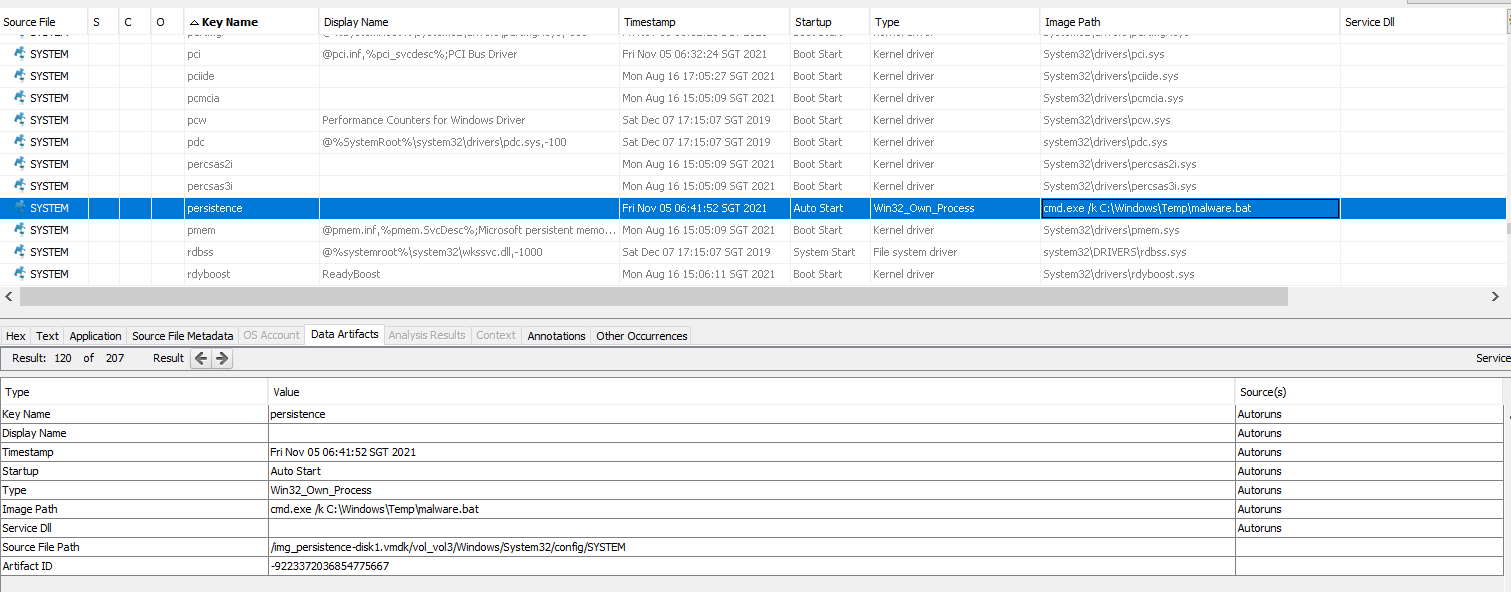 Source File S C O Key Name Display Name Timestamp Startup Type Image Path Service Dll
SYSTEM pci @pci.inf,%pci_svcdesc%;PCI Bus Driver Fri Nov 05 06:32:24 SGT 2021 Boot Start Kernel driver System32\drivers\pci.sys
SYSTEM pciide Mon Aug 16 17:05:27 SGT 2021 Boot Start Kernel driver System32\drivers\pciide.sys
SYSTEM pcmcia Mon Aug 16 15:05:09 SGT 2021 Boot Start Kernel driver System32\drivers\pcmcia.sys
SYSTEM pcw Performance Counters for Windows Driver Sat Dec 07 17:15:07 SGT 2019 Boot Start Kernel driver System32\drivers\pcw.sys
SYSTEM pdc @%SystemRoot%\system32\drivers\pdc.sys,-100 Sat Dec 07 17:15:07 SGT 2019 Boot Start Kernel driver system32\drivers\pdc.sys
SYSTEM percsas2i Mon Aug 16 15:05:09 SGT 2021 Boot Start Kernel driver System32\drivers\percsas2i.sys
SYSTEM percsas3i Mon Aug 16 15:05:09 SGT 2021 Boot Start Kernel driver System32\drivers\percsas3i.sys
SYSTEM persistence Fri Nov 05 06:41:52 SGT 2021 Auto Start Win32_Own_Process cmd.exe /k C:\Windows\Temp\malware.bat
SYSTEM pmem @pmem.inf,%pmem.SvcDesc%;Microsoft persistent memo... Mon Aug 16 15:05:09 SGT 2021 Boot Start Kernel driver System32\drivers\pmem.sys
SYSTEM rdbss @%systemroot%\system32\wkssvc.dll,-1000 Sat Dec 07 17:15:07 SGT 2019 System Start File system driver system32\DRIVERS\rdbss.sys
SYSTEM rdyboost ReadyBoost Mon Aug 16 15:06:11 SGT 2021 Boot Start Kernel driver System32\drivers\rdyboost.sys
Hex Text Application Source File Metadata OS Account Data Artifacts Analysis Results Context Annotations Other Occurrences
Result: 120 of 207 Result Service
Type Value Source(s)
Key Name persistence Autoruns
Display Name Autoruns
Timestamp Fri Nov 05 06:41:52 SGT 2021 Autoruns
Startup Auto Start Autoruns
Type Win32_Own_Process Autoruns
Image Path cmd.exe /k C:\Windows\Temp\malware.bat Autoruns
Service Dll Autoruns
Source File Path /img_persistence-disk1.vmdk/vol_vol3/Windows/System32/config/SYSTEM
Artifact ID -9223372036854775667